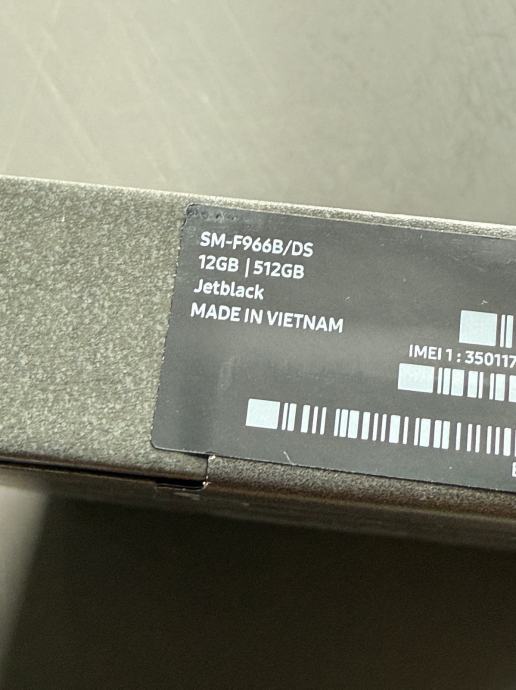 SM-F966B/DS
12GB | 512GB
Jetblack
MADE IN VIETNAM
IMEI 1 : 350117